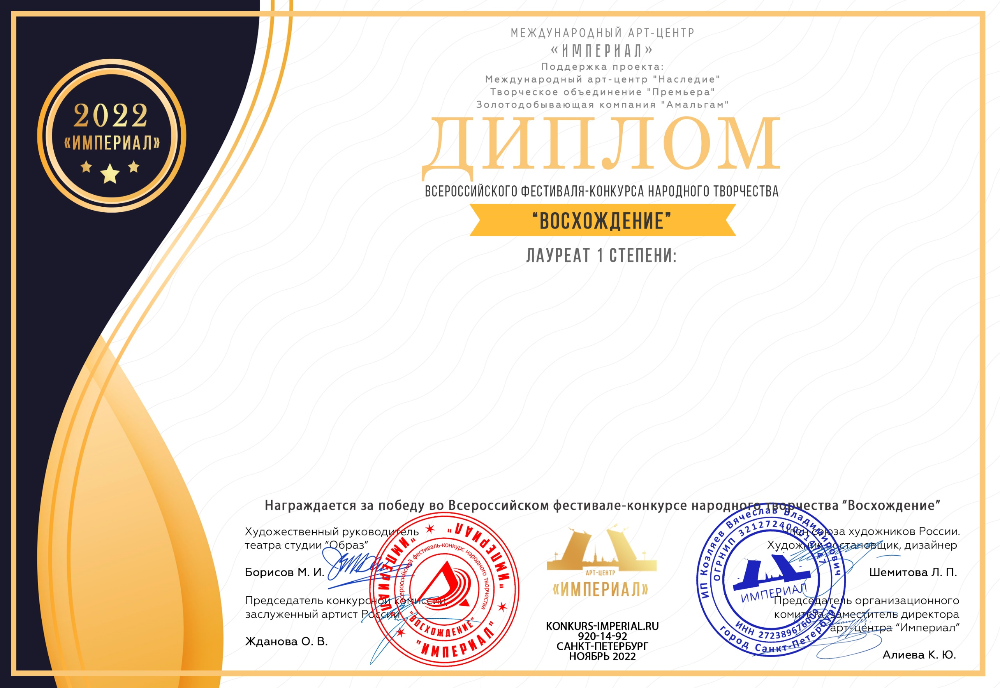 МЕЖДУНАРОДНЫЙ АРТ-ЦЕНТР
«ИМПЕРИАЛ»
Поддержка проекта:
Международный арт-центр "Наследие"
Творческое объединение "Премьера"
Золотодобывающая компания "Амальгам"
2022
«ИМПЕРИАЛ»
ДИПЛОМ
ВСЕРОССИЙСКОГО ФЕСТИВАЛЯ-КОНКУРСА НАРОДНОГО ТВОРЧЕСТВА
“ВОСХОЖДЕНИЕ”
ЛАУРЕАТ 1 СТЕПЕНИ:
Награждается за победу во Всероссийском фестивале-конкурсе народного творчества “Восхождение”
Художественный руководитель
театра студии “Образ”
Борисов М. И.
Председатель конкурсной комиссии,
заслуженный артист России
Жданова О. В.
"ИМПЕРИАЛ"
"ИМПЕРИАЛ"
"ИМПЕРИАЛ"
Всероссийский фестиваль-конкурс народного творчества
"ВОСХОЖДЕНИЕ"
АРТ-ЦЕНТР
«ИМПЕРИАЛ»
KONKURS-IMPERIAL.RU
920-14-92
САНКТ-ПЕТЕРБУРГ
НОЯБРЬ 2022
ИП Козляев Вячеслав Владимирович
ОГРНИП 321272400014747
ИМПЕРИАЛ
ИНН 272389676009
город Санкт-Петербург
Член союза художников России.
Художник постановщик, дизайнер
Шемитова Л. П.
Председатель организационного
комитета, заместитель директора
арт-центра “Империал”
Алиева К. Ю.